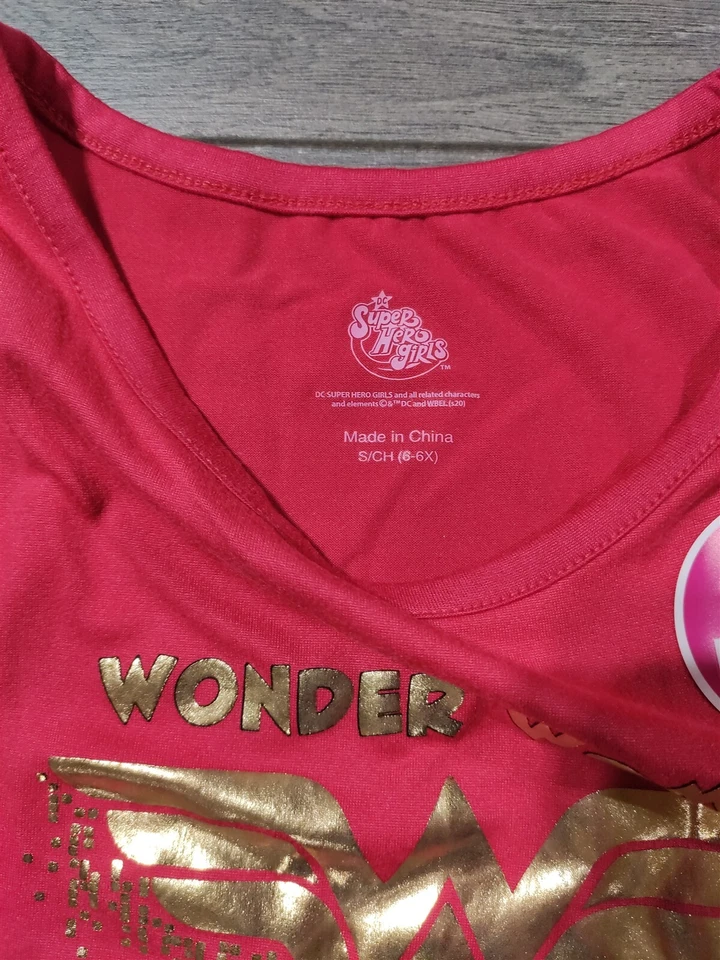 DC
Super
Hero
Girls
TM
DC SUPER HERO GIRLS and all related characters
and elements ©&™ DC and WBEI. (s20)
Made in China
S/CH (6-6X)
WONDER